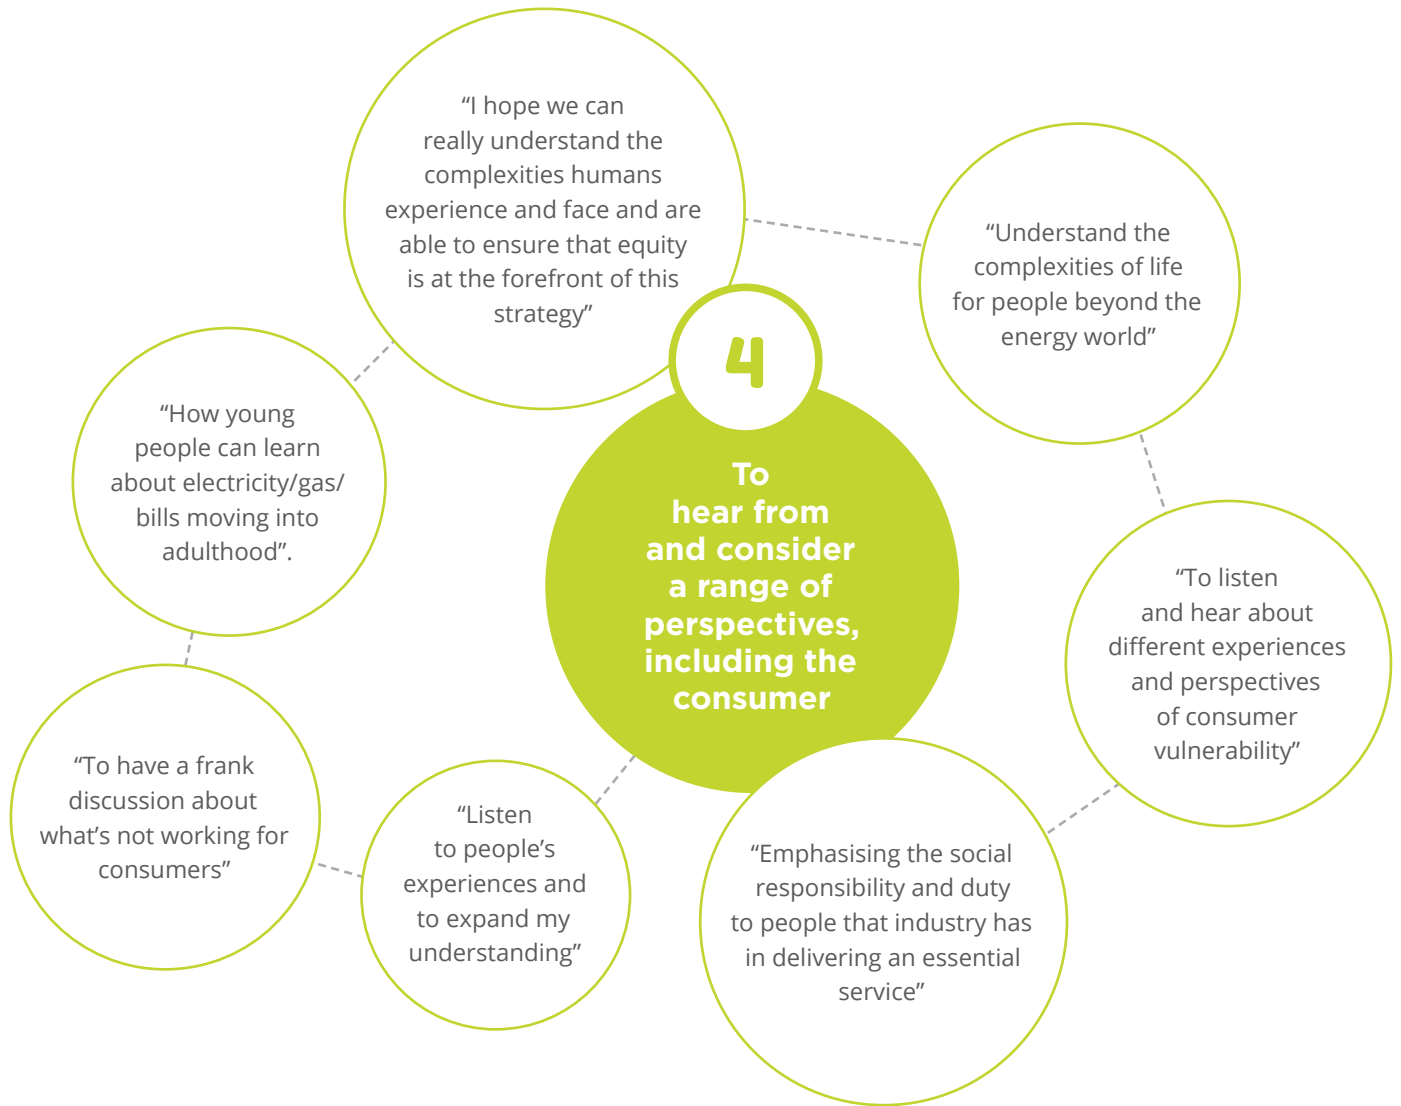 “I hope we can
really understand the
complexities humans
experience and face and are
able to ensure that equity
is at the forefront of this
strategy”
“Understand the
complexities of life
for people beyond the
energy world”
4
To
hear from
and consider
a range of
perspectives,
including the
consumer
“How young
people can learn
about electricity/gas/
bills moving into
adulthood”.
“To listen
and hear about
different experiences
and perspectives
of consumer
vulnerability”
“To have a frank
discussion about
what’s not working for
consumers”
“Listen
to people’s
experiences and
to expand my
understanding”
“Emphasising the social
responsibility and duty
to people that industry has
in delivering an essential
service”